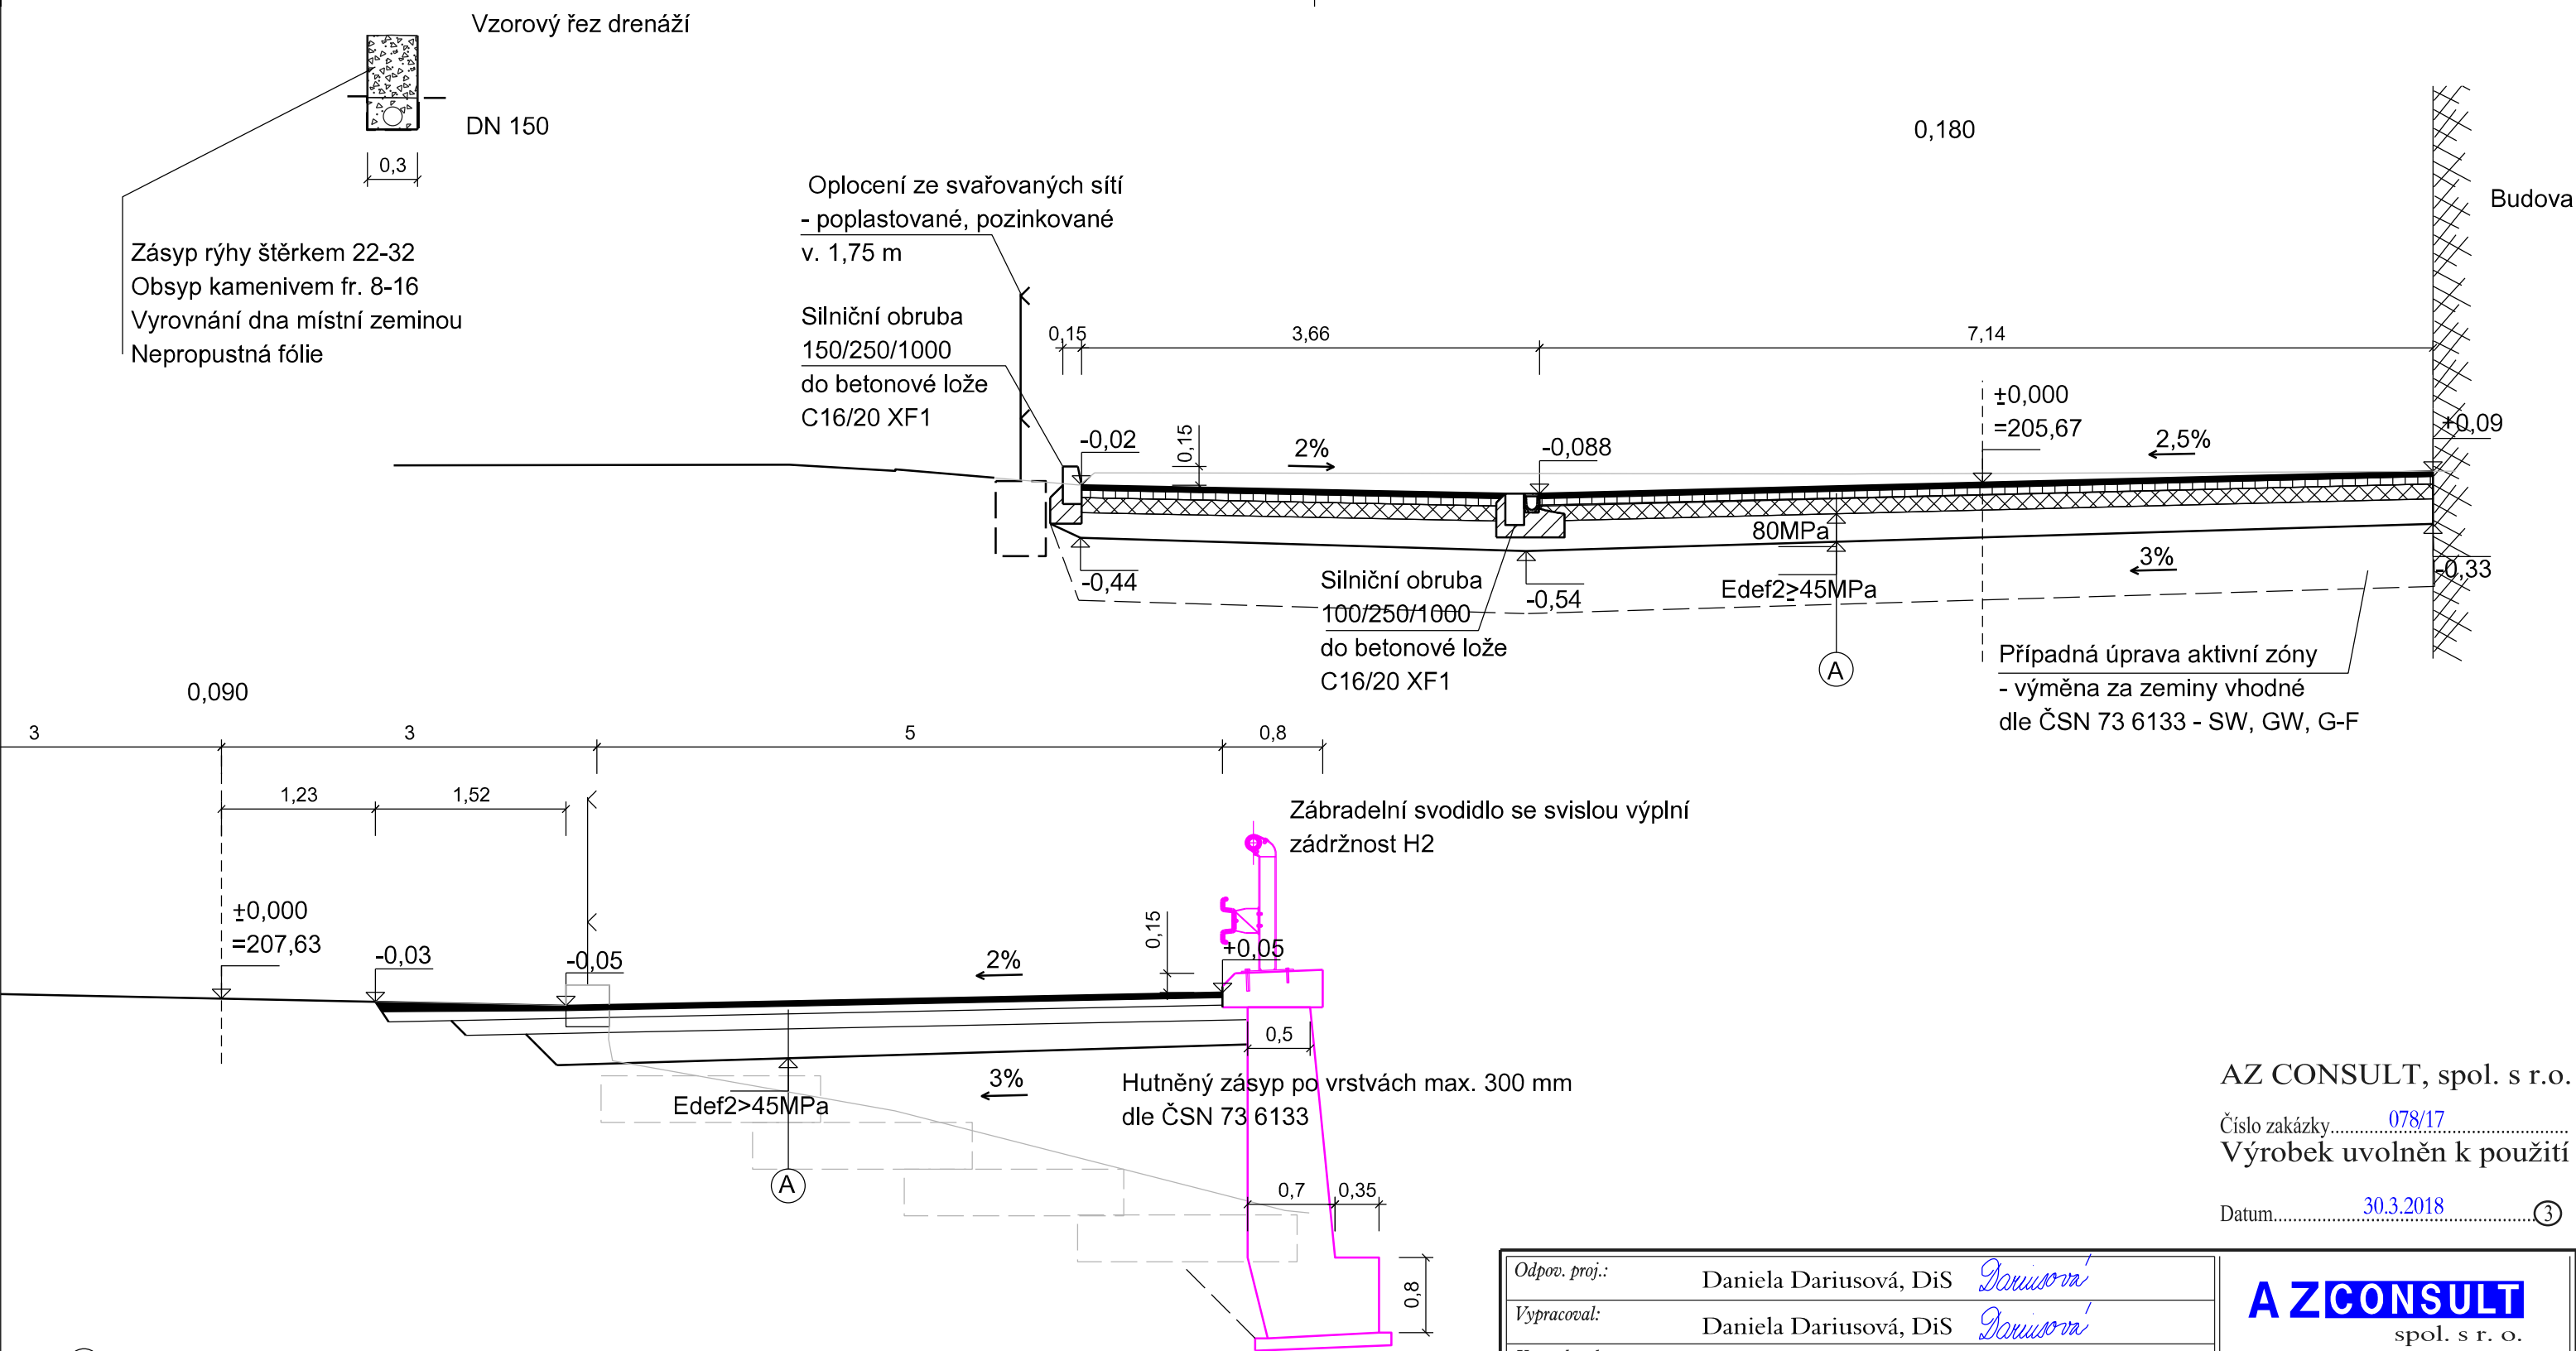 Vzorový řez drenáží
DN 150
0,3
Zásyp rýhy štěrkem 22-32
Obsyp kamenivem fr. 8-16
Vyrovnání dna místní zeminou
Nepropustná fólie
0,180
Budova
Oplocení ze svařovaných sítí
- poplastované, pozinkované
v. 1,75 m
Silniční obruba
150/250/1000
do betonové lože
C16/20 XF1
0,15
3,66
7,14
-0,02
0,15
2%
-0,088
±0,000
=205,67
2,5%
+0,09
80MPa
Edef2≥45MPa
3%
-0,33
-0,44
-0,54
Silniční obruba
100/250/1000
do betonové lože
C16/20 XF1
A
Případná úprava aktivní zóny
- výměna za zeminy vhodné
dle ČSN 73 6133 - SW, GW, G-F
0,090
3
3
5
0,8
1,23
1,52
Zábradelní svodidlo se svislou výplní
zádržnost H2
±0,000
=207,63
-0,03
-0,05
2%
0,15
+0,05
0,5
3%
Edef2>45MPa
Hutněný zásyp po vrstvách max. 300 mm
dle ČSN 73 6133
A
0,7
0,35
0,8
AZ CONSULT, spol. s r.o.
Číslo zakázky 078/17
Výrobek uvolněn k použití
Datum 30.3.2018 3
Odpov. proj.: Daniela Dariusová, DiS Dariusová
Vypracoval: Daniela Dariusová, DiS Dariusová
AZ CONSULT
spol. s r. o.